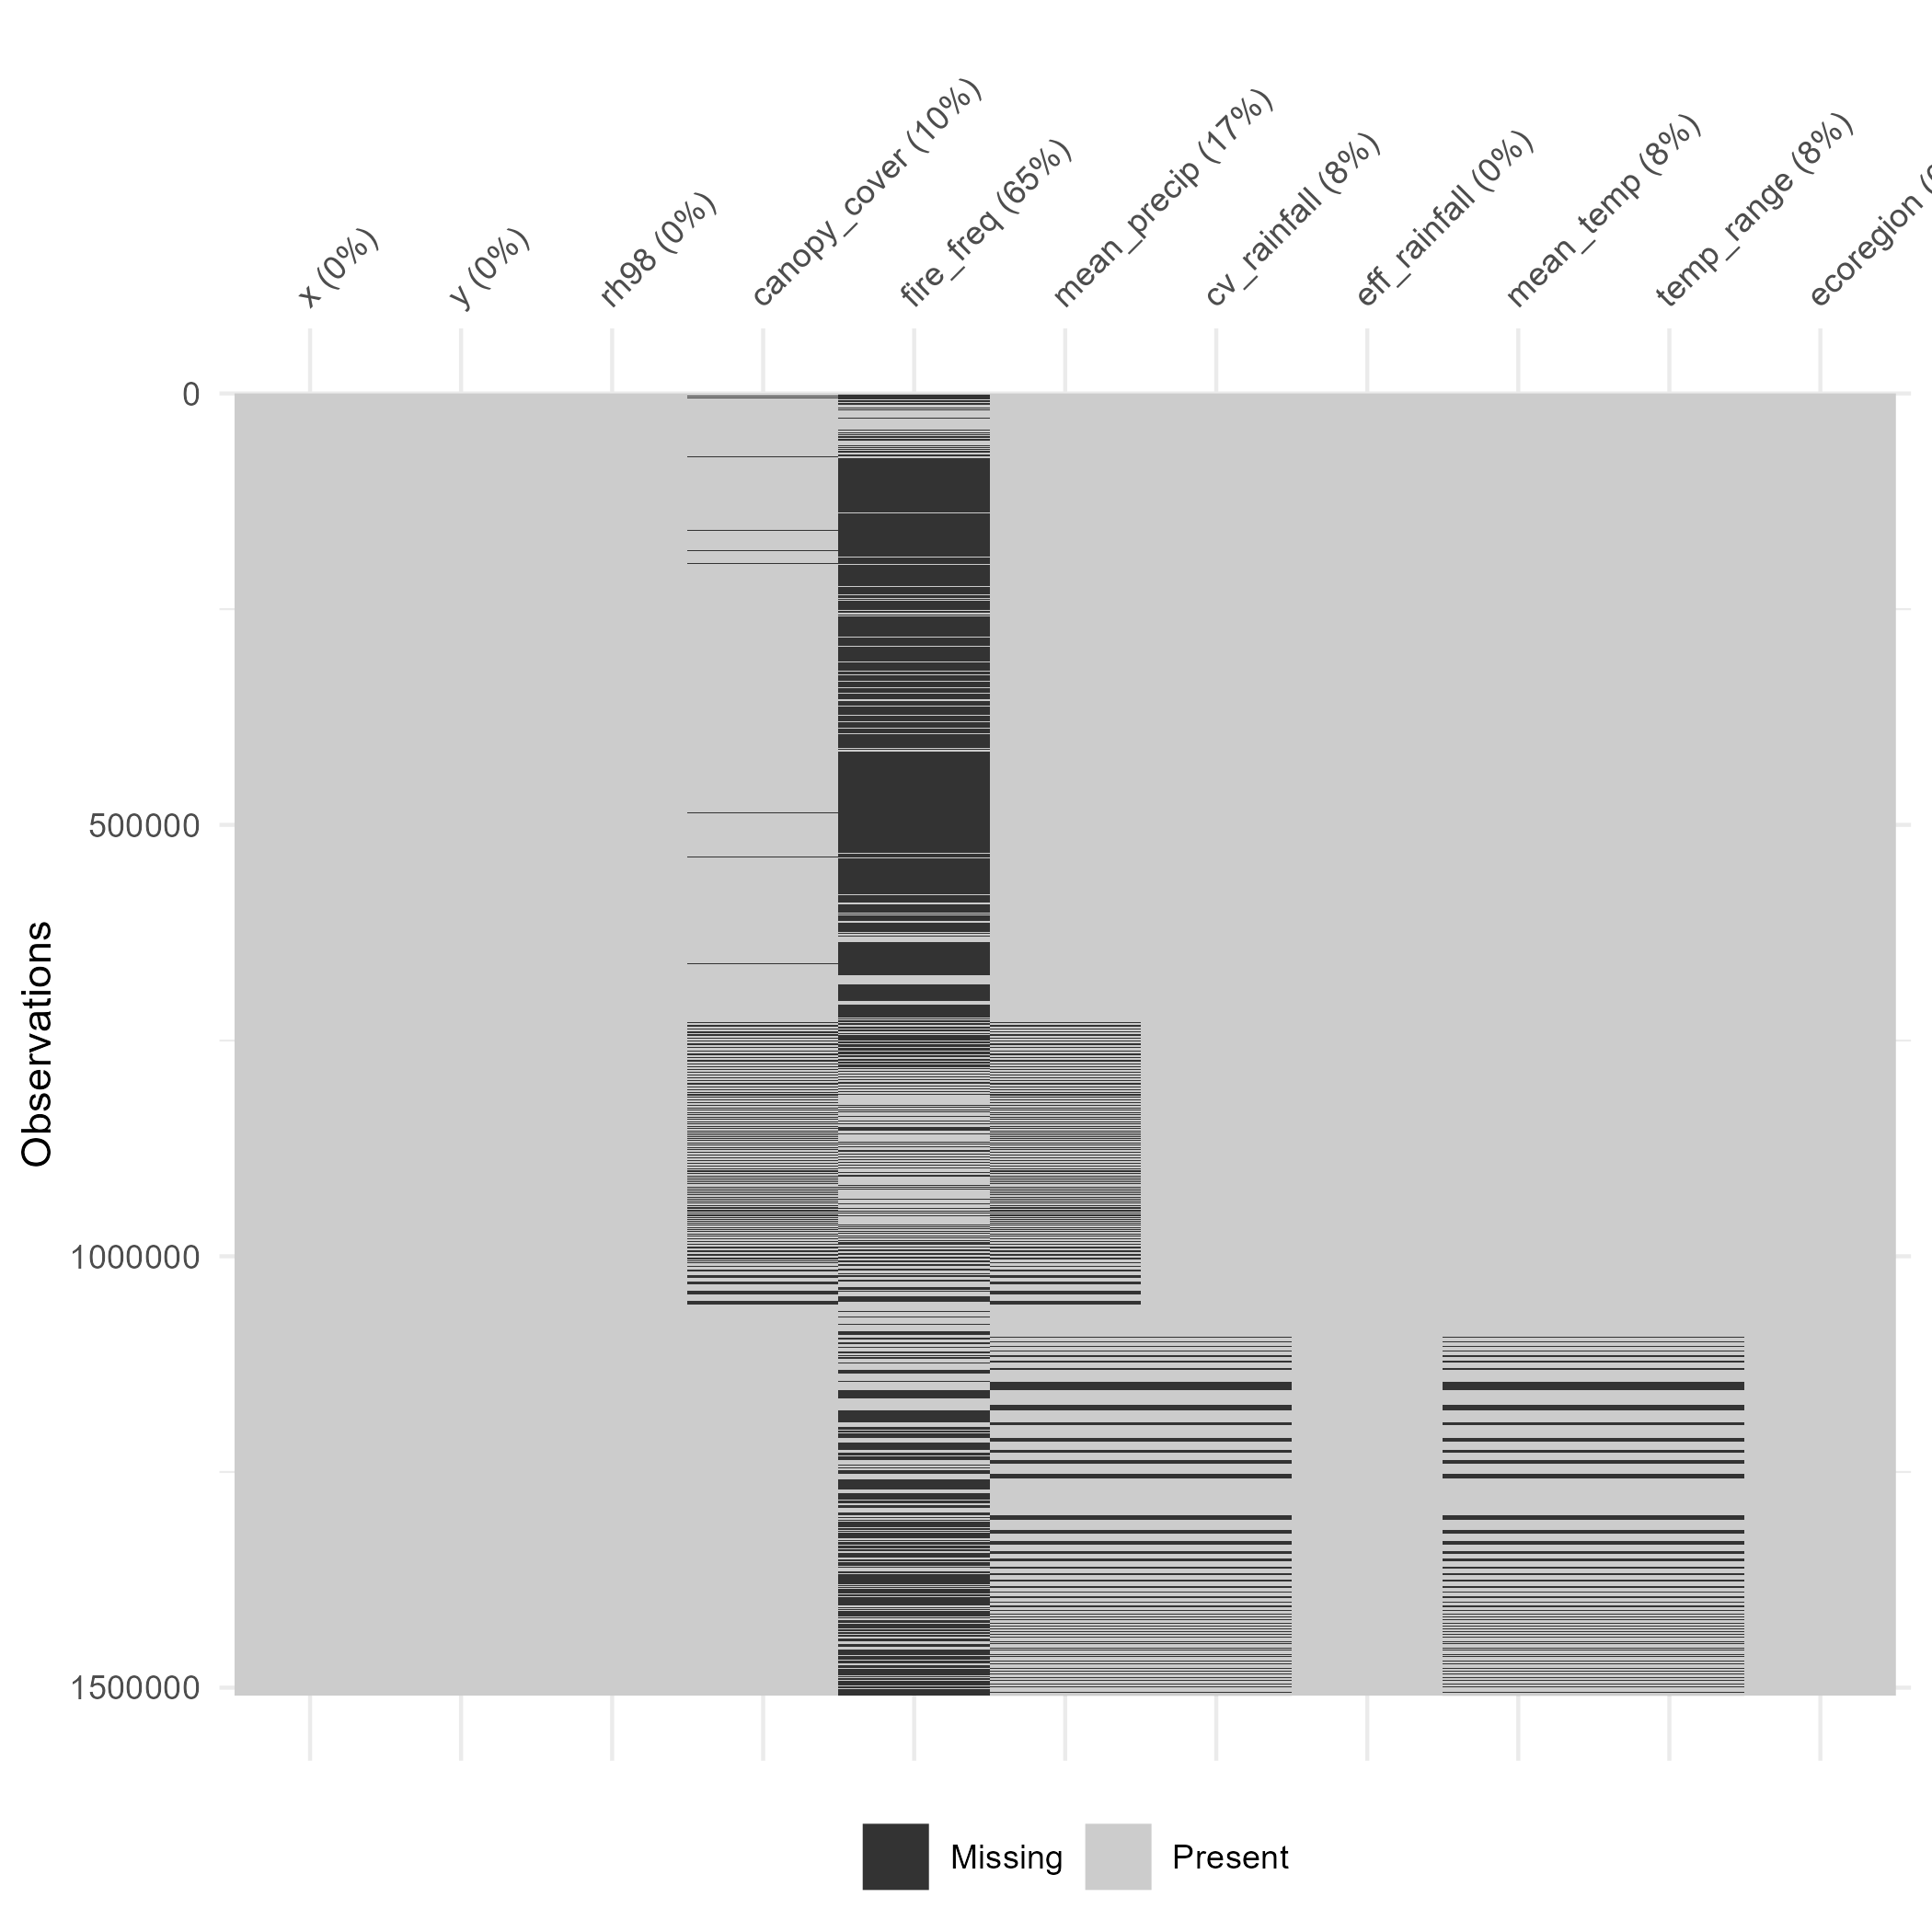 x (0%)
y (0%)
rh98 (0%)
canopy_cover (10%)
fire_freq (65%)
mean_precip (17%)
cv_rainfall (8%)
eff_rainfall (0%)
mean_temp (8%)
temp_range (8%)
ecoregion
0
500000
1000000
1500000
Observations
Missing
Present